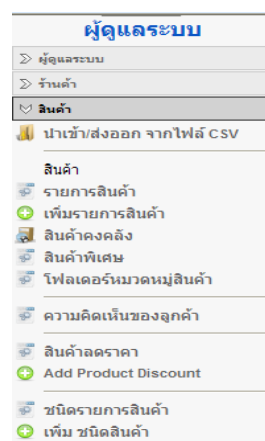 ผู้ดูแลระบบ
ผู้ดูแลระบบ
ร้านค้า
สินค้า
นำเข้า/ส่งออก จากไฟล์ CSV
สินค้า
รายการสินค้า
เพิ่มรายการสินค้า
สินค้าคงคลัง
สินค้าพิเศษ
โฟลเดอร์หมวดหมู่สินค้า
ความคิดเห็นของลูกค้า
สินค้าลดราคา
Add Product Discount
ชนิดรายการสินค้า
เพิ่ม ชนิดสินค้า